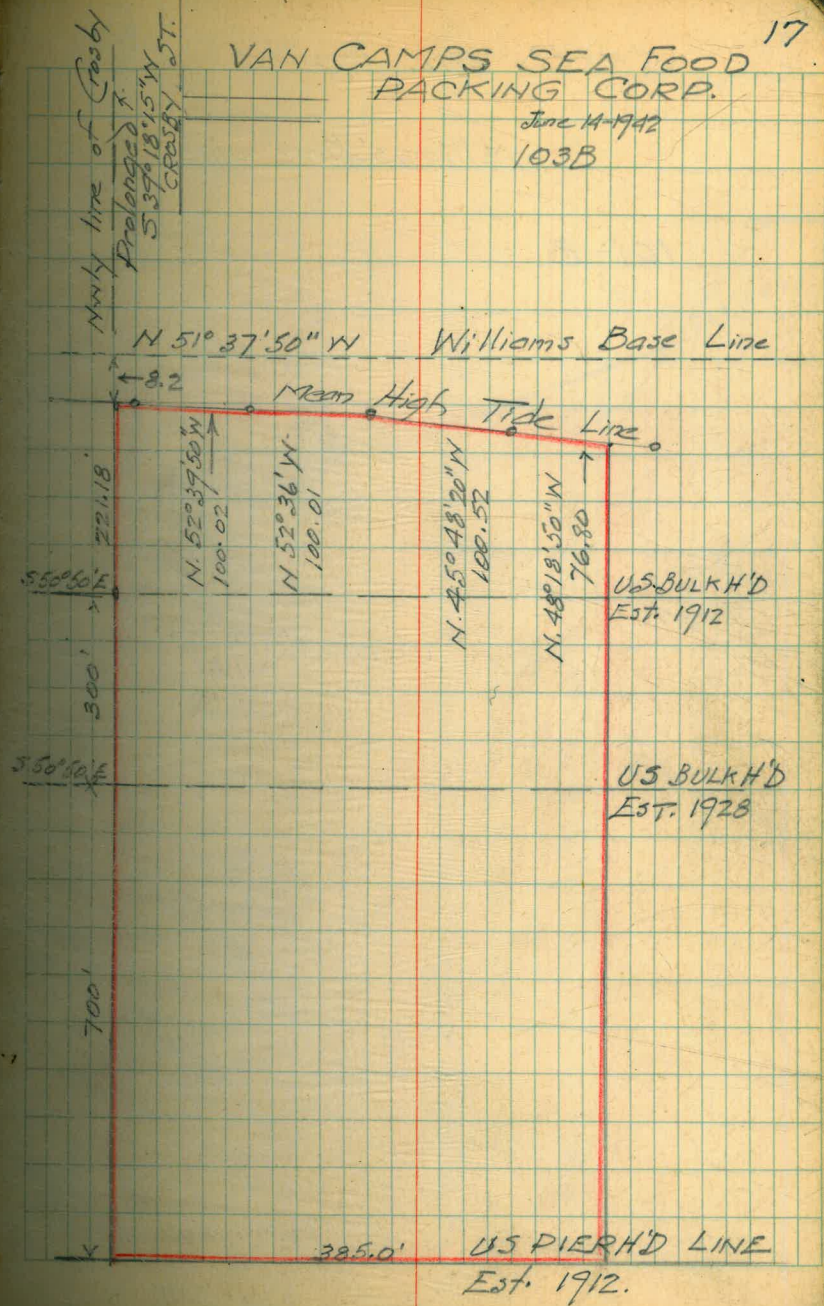 17
VAN CAMPS SEA FOOD
PACKING CORP.
June 14-1942
103B
Nwly line of Crosby
Prolonged
S 39° 18' 15" W
CROSBY ST.
N 51° 37' 50" W Williams Base Line
8.2
Mean High Tide Line
221.18'
N. 52° 39' 50" W
100.02
N 52° 36' W.
100.01
N. 45° 48' 20" W
100.52
N. 48° 18' 50" W
76.80
S 50° 50' E
U.S. BULKH'D
Est. 1912
300'
S 50° 50' E
US BULKH'D
EST. 1928
700'
385.0'
US PIERH'D LINE
Est. 1912.